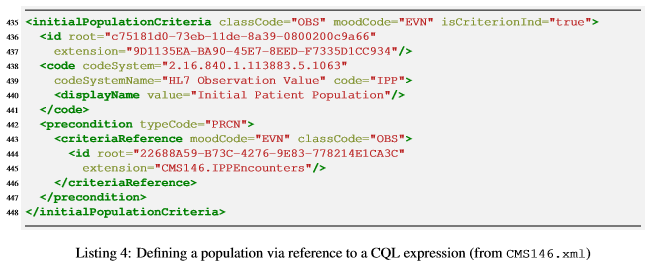 435 <initialPopulationCriteria classCode="OBS" moodCode="EVN" isCriterionInd="true">
436 <id root="c75181d0-73eb-11de-8a39-0800200c9a66"
437 extension="9D1135EA-BA90-45E7-8EED-F7335D1CC934"/>
438 <code codeSystem="2.16.840.1.113883.5.1063"
439 codeSystemName="HL7 Observation Value" code="IPP">
440 <displayName value="Initial Patient Population"/>
441 </code>
442 <precondition typeCode="PRCN">
443 <criteriaReference moodCode="EVN" classCode="OBS">
444 <id root="22688A59-B73C-4276-9E83-778214E1CA3C"
445 extension="CMS146.IPPEncounters"/>
446 </criteriaReference>
447 </precondition>
448 </initialPopulationCriteria>
Listing 4: Defining a population via reference to a CQL expression (from CMS146.xml)